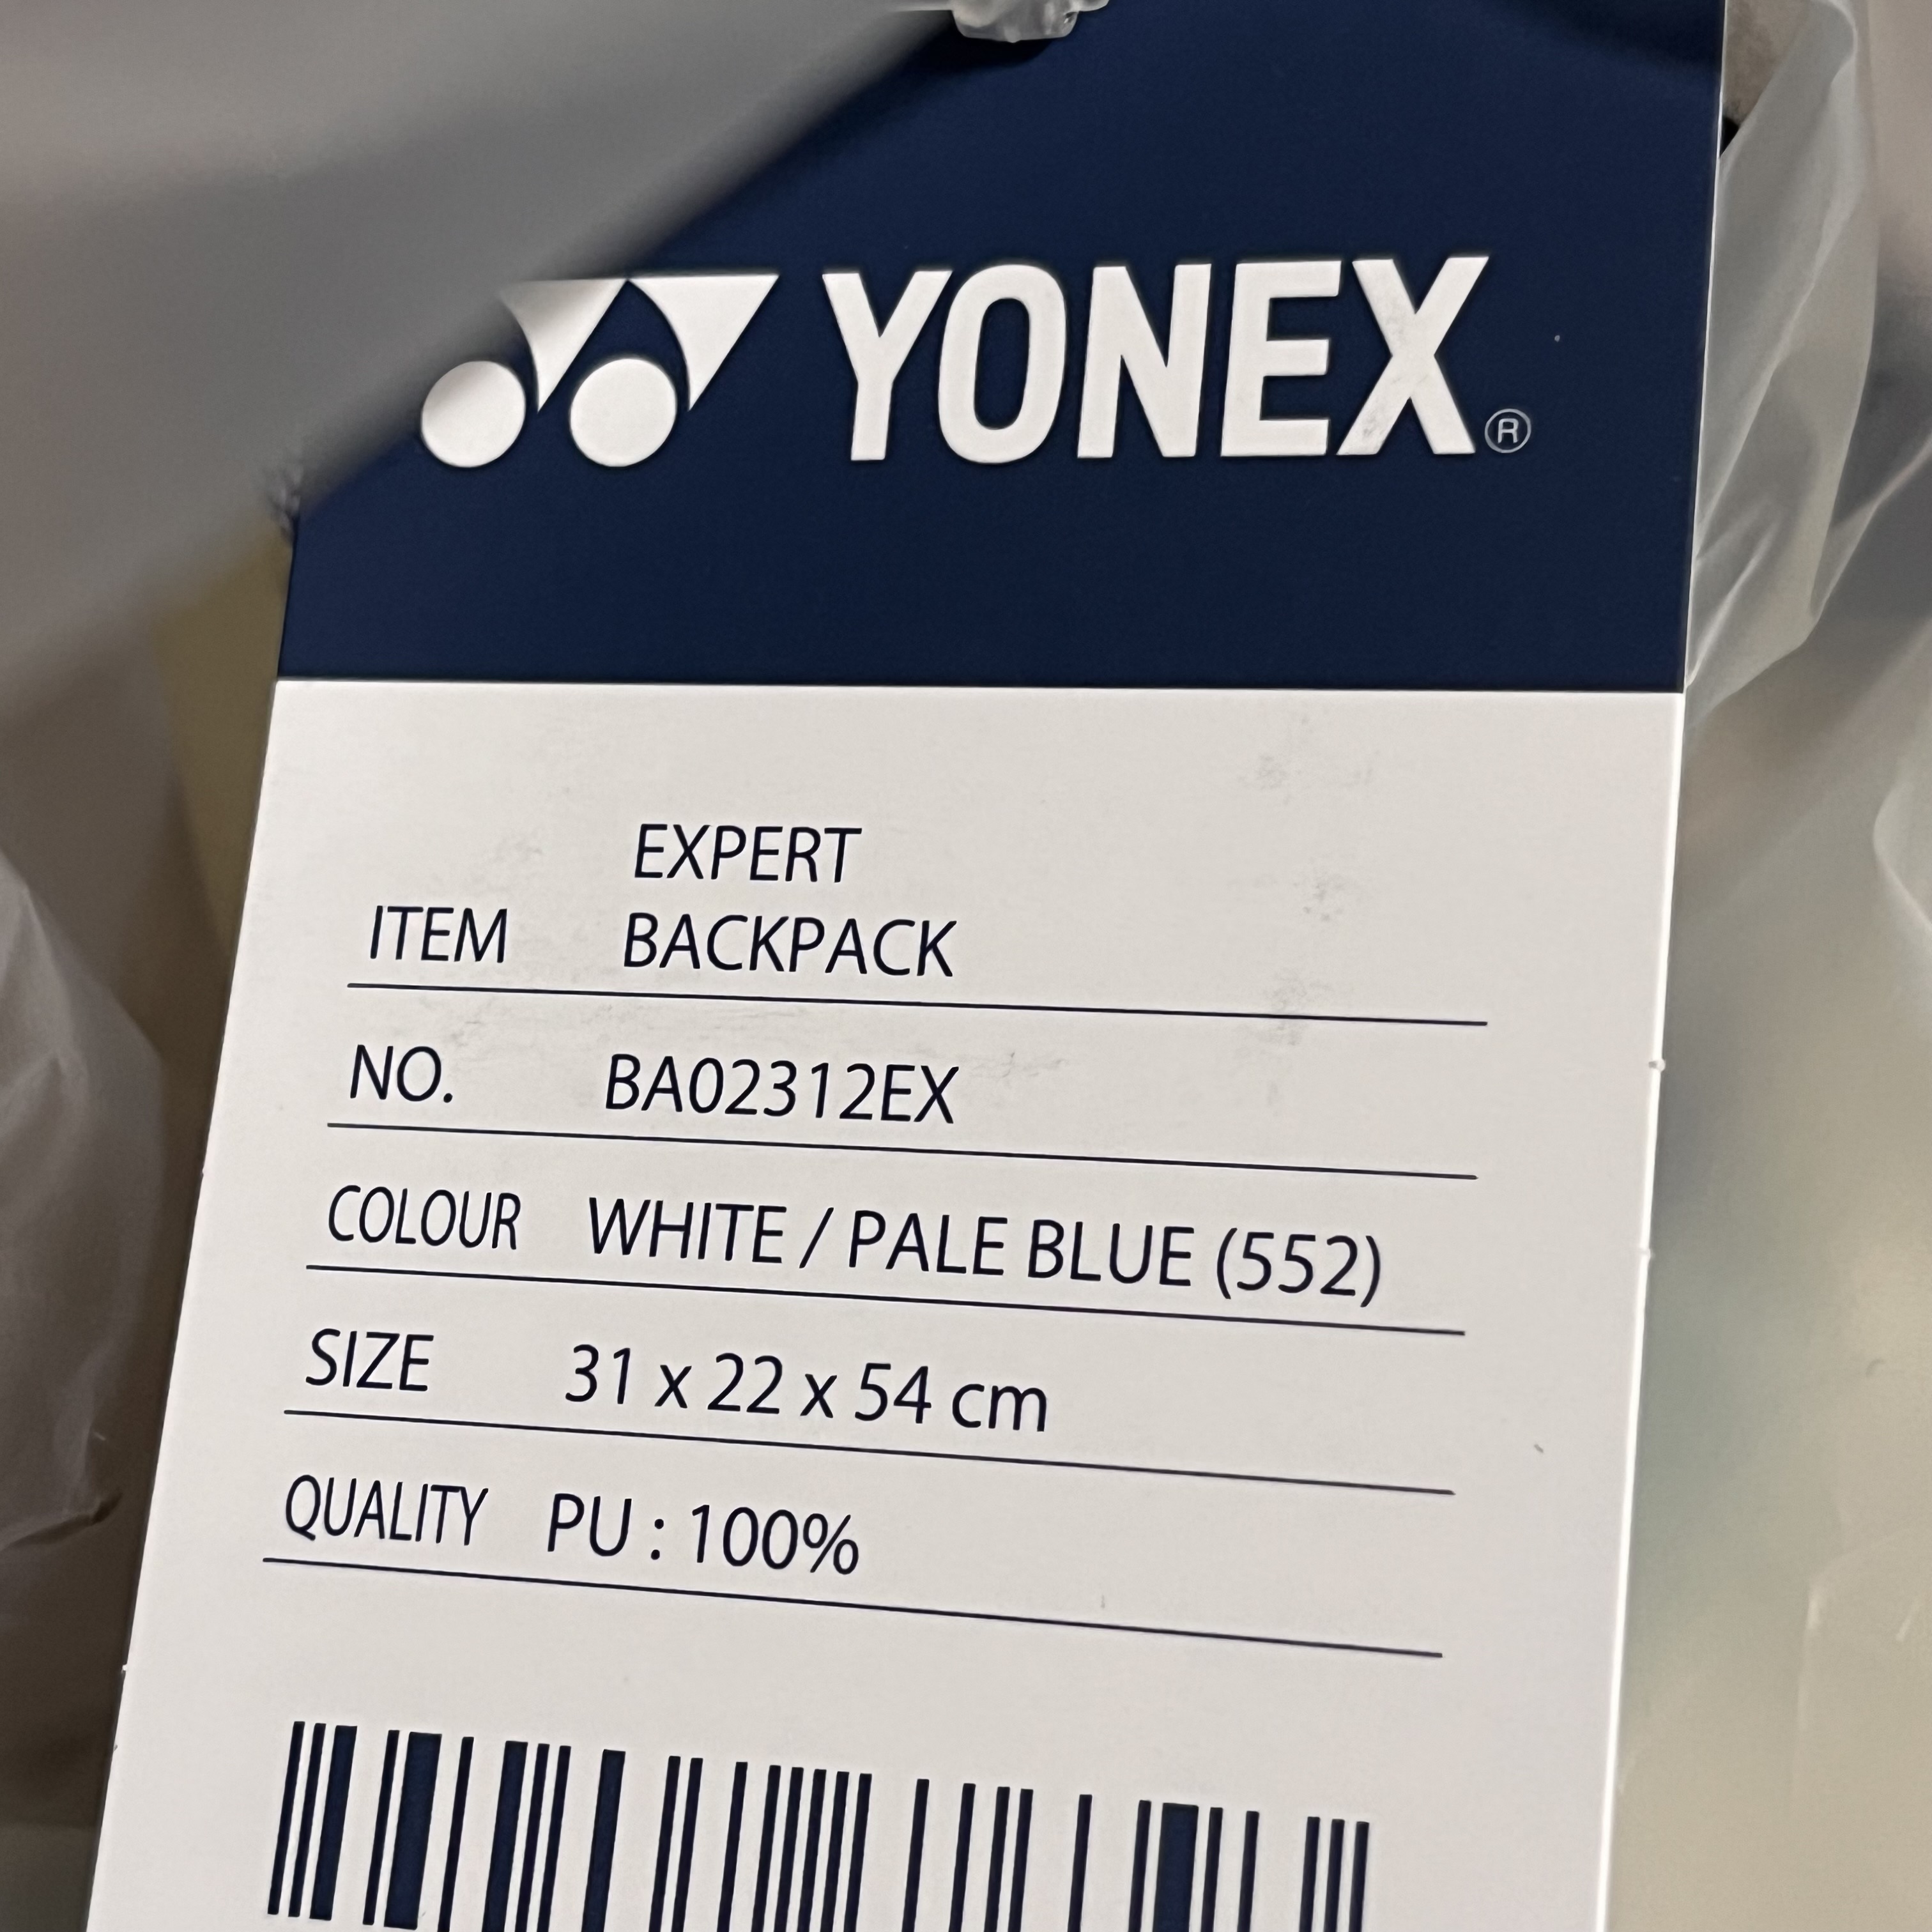 YONEX®
EXPERT
ITEM BACKPACK
NO. BA02312EX
COLOUR WHITE / PALE BLUE (552)
SIZE 31 x 22 x 54 cm
QUALITY PU : 100%